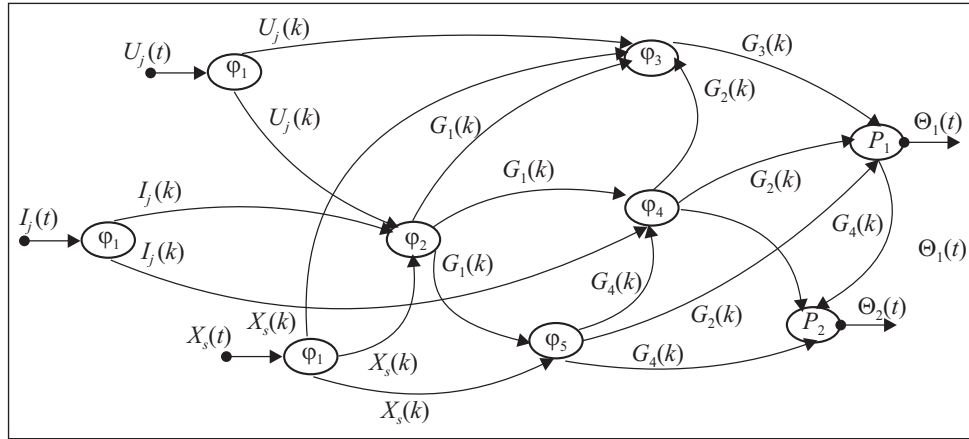 U_j(k)
U_j(t)
φ_1
φ_3
G_3(k)
G_2(k)
U_j(k)
G_1(k)
Θ_1(t)
P_1
G_1(k)
G_2(k)
I_j(k)
I_j(t)
φ_1
φ_2
φ_4
G_4(k)
I_j(k)
G_1(k)
Θ_1(t)
G_4(k)
X_s(k)
G_2(k)
Θ_2(t)
P_2
X_s(t)
φ_1
X_s(k)
φ_5
G_4(k)
X_s(k)